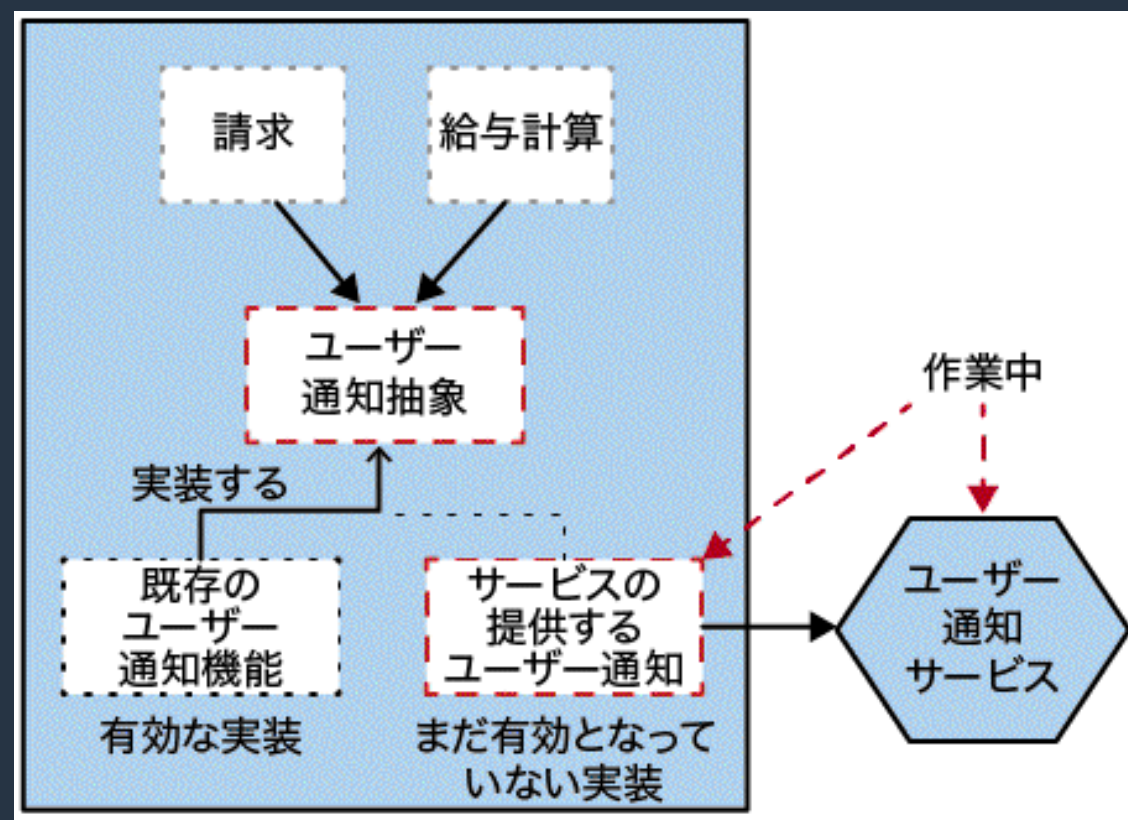 請求
給与計算
ユーザー
通知抽象
作業中
実装する
既存の
ユーザー
通知機能
サービスの
提供する
ユーザー通知
ユーザー
通知
サービス
有効な実装
まだ有効となって
いない実装